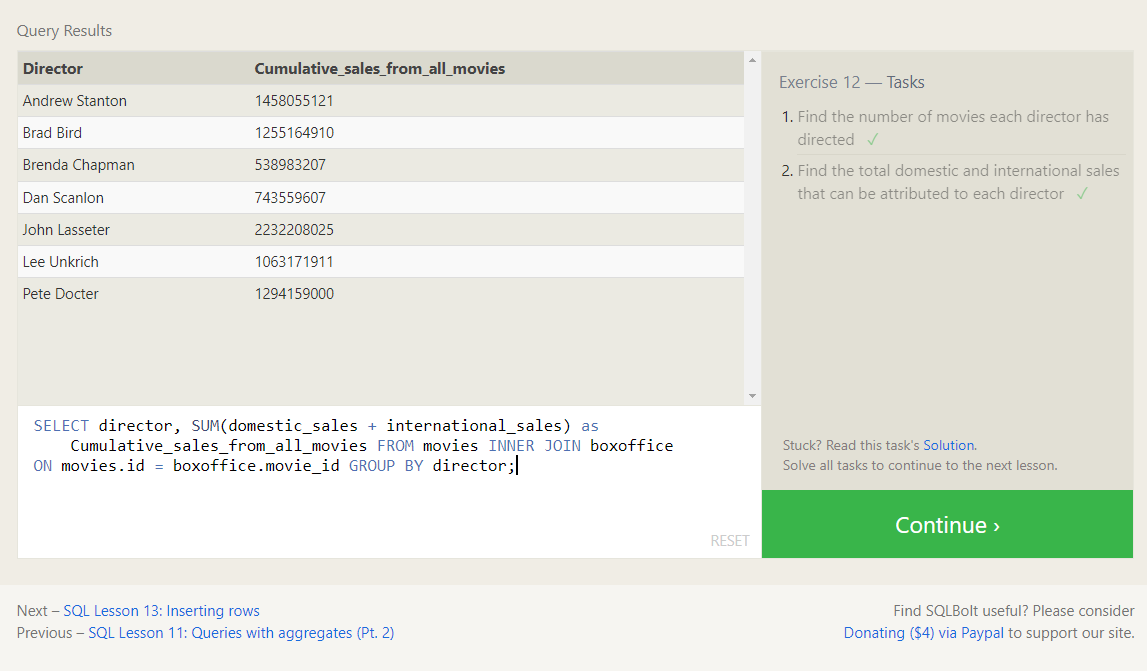 Query Results
Director Cumulative_sales_from_all_movies
Andrew Stanton 1458055121
Brad Bird 1255164910
Brenda Chapman 538983207
Dan Scanlon 743559607
John Lasseter 2232208025
Lee Unkrich 1063171911
Pete Docter 1294159000
SELECT director, SUM(domestic_sales + international_sales) as
Cumulative_sales_from_all_movies FROM movies INNER JOIN boxoffice
ON movies.id = boxoffice.movie_id GROUP BY director;
RESET
Exercise 12 — Tasks
1. Find the number of movies each director has
directed ✓
2. Find the total domestic and international sales
that can be attributed to each director ✓
Stuck? Read this task's Solution.
Solve all tasks to continue to the next lesson.
Continue ›
Next – SQL Lesson 13: Inserting rows
Previous – SQL Lesson 11: Queries with aggregates (Pt. 2)
Find SQLBolt useful? Please consider
Donating ($4) via Paypal to support our site.